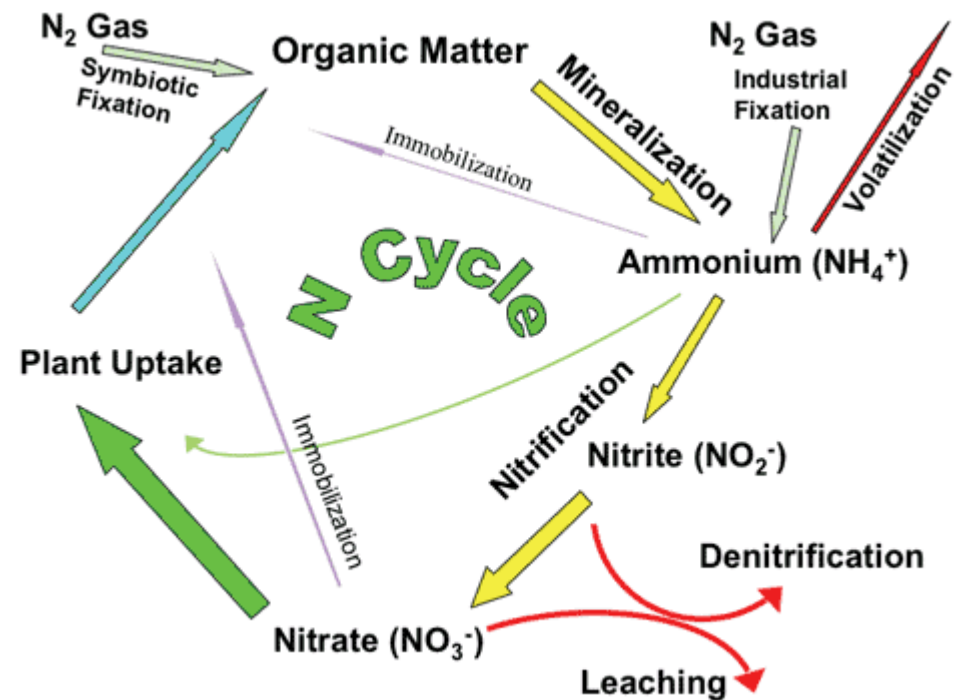 N₂ Gas
Symbiotic
Fixation
Organic Matter
Mineralization
N₂ Gas
Industrial
Fixation
Volatilization
Immobilization
Ammonium (NH₄⁺)
N Cycle
Plant Uptake
Immobilization
Nitrification
Nitrite (NO₂⁻)
Denitrification
Nitrate (NO₃⁻)
Leaching